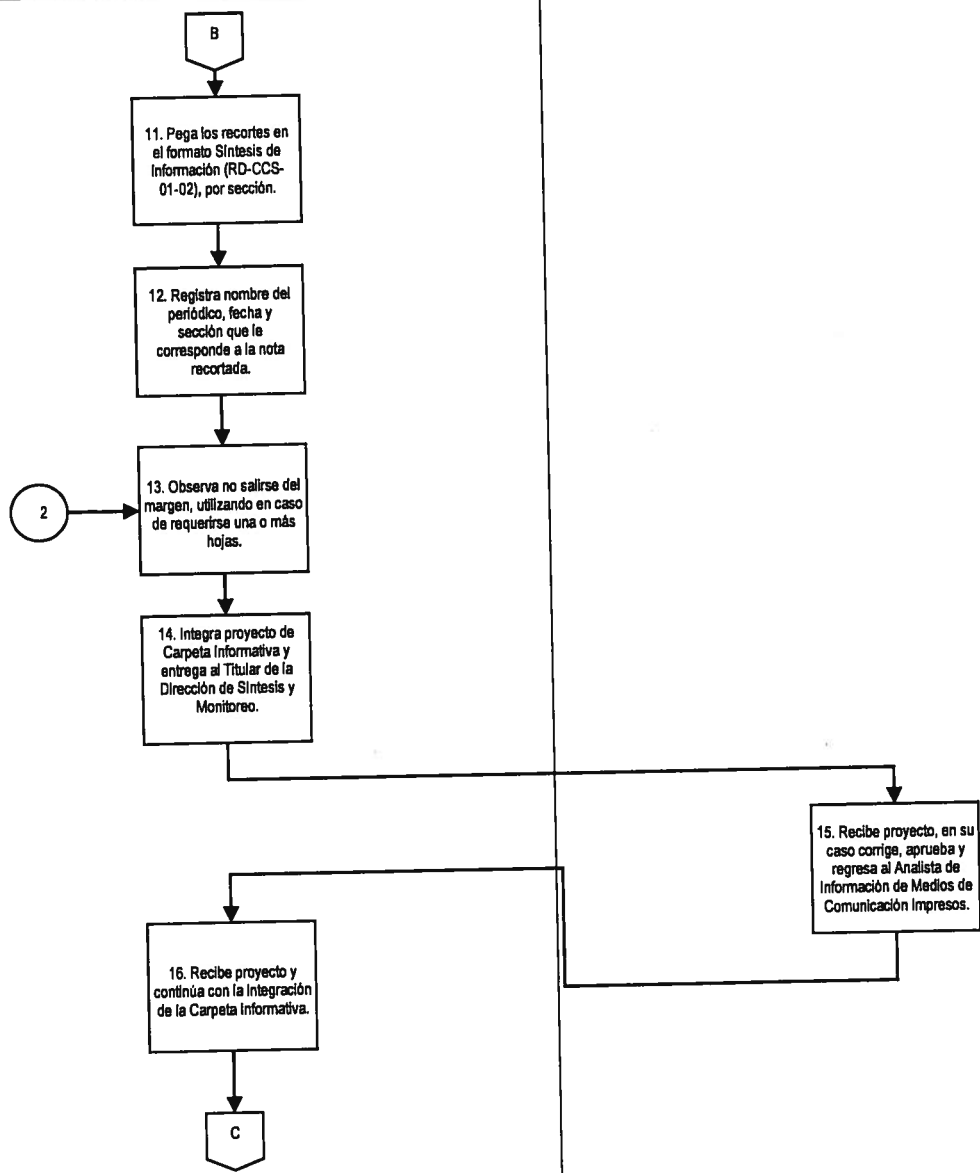 B
11. Pega los recortes en
el formato Síntesis de
Información (RD-CCS-
01-02), por sección.
12. Registra nombre del
periódico, fecha y
sección que le
corresponde a la nota
recortada.
2
13. Observa no salirse del
margen, utilizando en caso
de requerirse una o más
hojas.
14. Integra proyecto de
Carpeta Informativa y
entrega al Titular de la
Dirección de Síntesis y
Monitoreo.
15. Recibe proyecto, en su
caso corrige, aprueba y
regresa al Analista de
Información de Medios de
Comunicación Impresos.
16. Recibe proyecto y
continúa con la Integración
de la Carpeta Informativa.
C